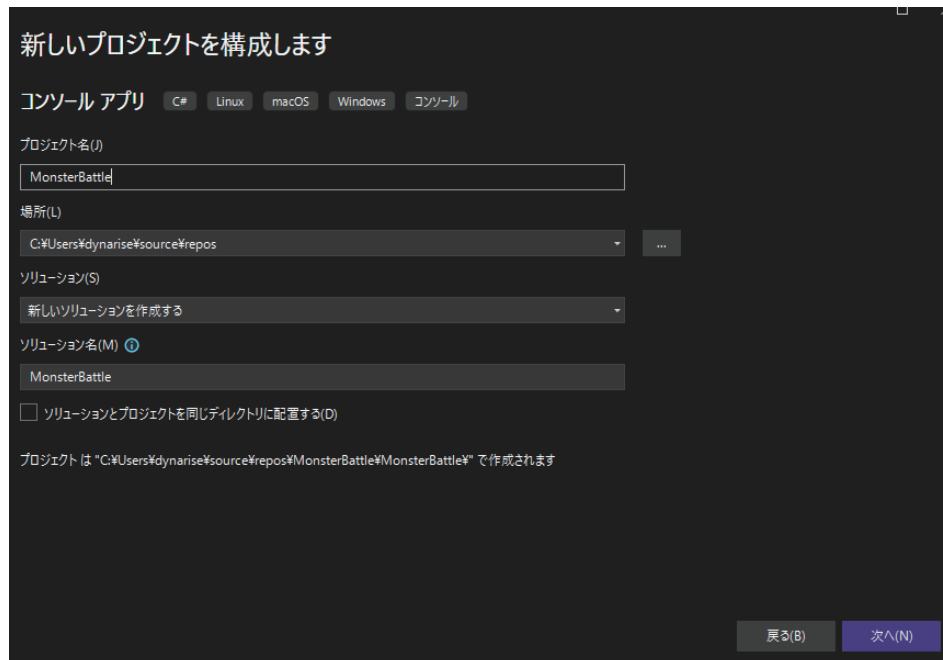 新しいプロジェクトを構成します
コンソール アプリ C# Linux macOS Windows コンソール
プロジェクト名(J)
MonsterBattle
場所(L)
C:¥Users¥dynarise¥source¥repos
...
ソリューション(S)
新しいソリューションを作成する
ソリューション名(M)
MonsterBattle
ソリューションとプロジェクトを同じディレクトリに配置する(D)
プロジェクト は "C:¥Users¥dynarise¥source¥repos¥MonsterBattle¥MonsterBattle¥" で作成されます
戻る(B) 次へ(N)